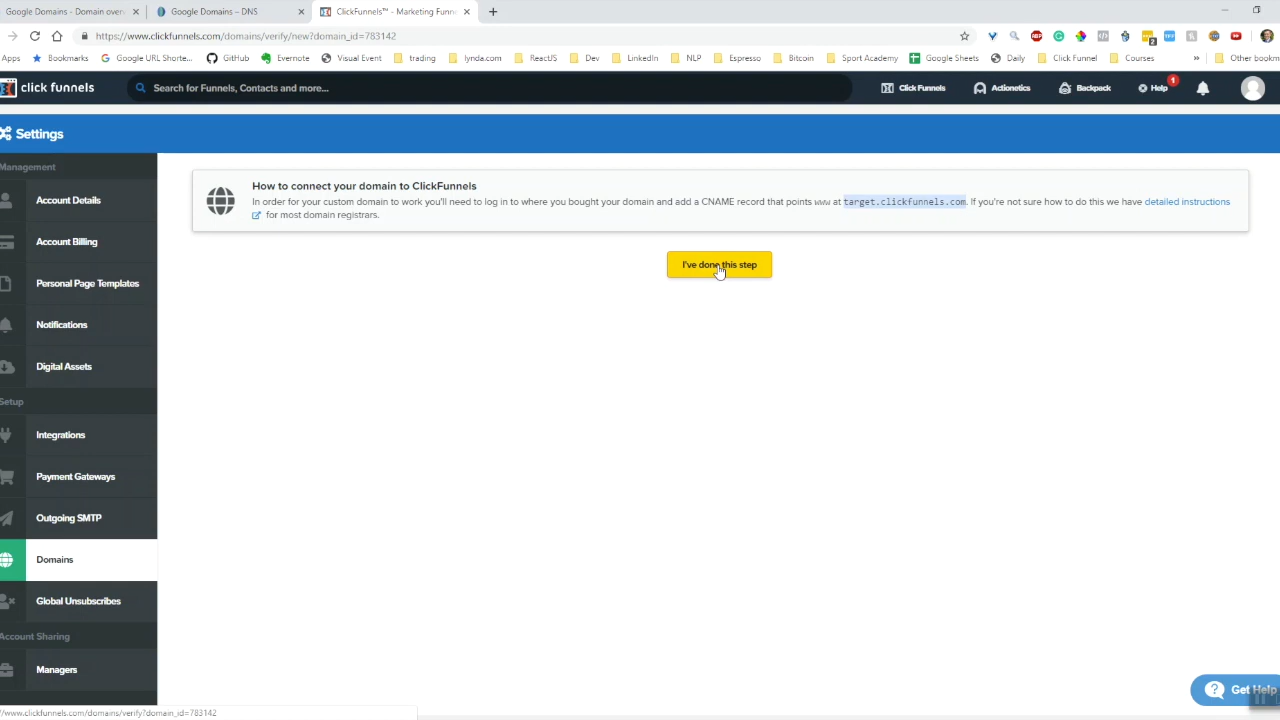 Google Domains - Domain over
Google Domains – DNS
ClickFunnels™ - Marketing Funn
https://www.clickfunnels.com/domains/verify/new?domain_id=783142
Apps Bookmarks Google URL Shorte... GitHub Evernote Visual Event trading lynda.com ReactJS Dev LinkedIn NLP Espresso Bitcoin Sport Academy Google Sheets Daily Click Funnel Courses » Other bookm
click funnels
Search for Funnels, Contacts and more...
Click Funnels Actionetics Backpack Help 1
Settings
Management
Account Details
Account Billing
Personal Page Templates
Notifications
Digital Assets
Setup
Integrations
Payment Gateways
Outgoing SMTP
Domains
Global Unsubscribes
Account Sharing
Managers
How to connect your domain to ClickFunnels
In order for your custom domain to work you'll need to log in to where you bought your domain and add a CNAME record that points www at target.clickfunnels.com. If you're not sure how to do this we have detailed instructions
for most domain registrars.
I've done this step
Get Help
//www.clickfunnels.com/domains/verify?domain_id=783142